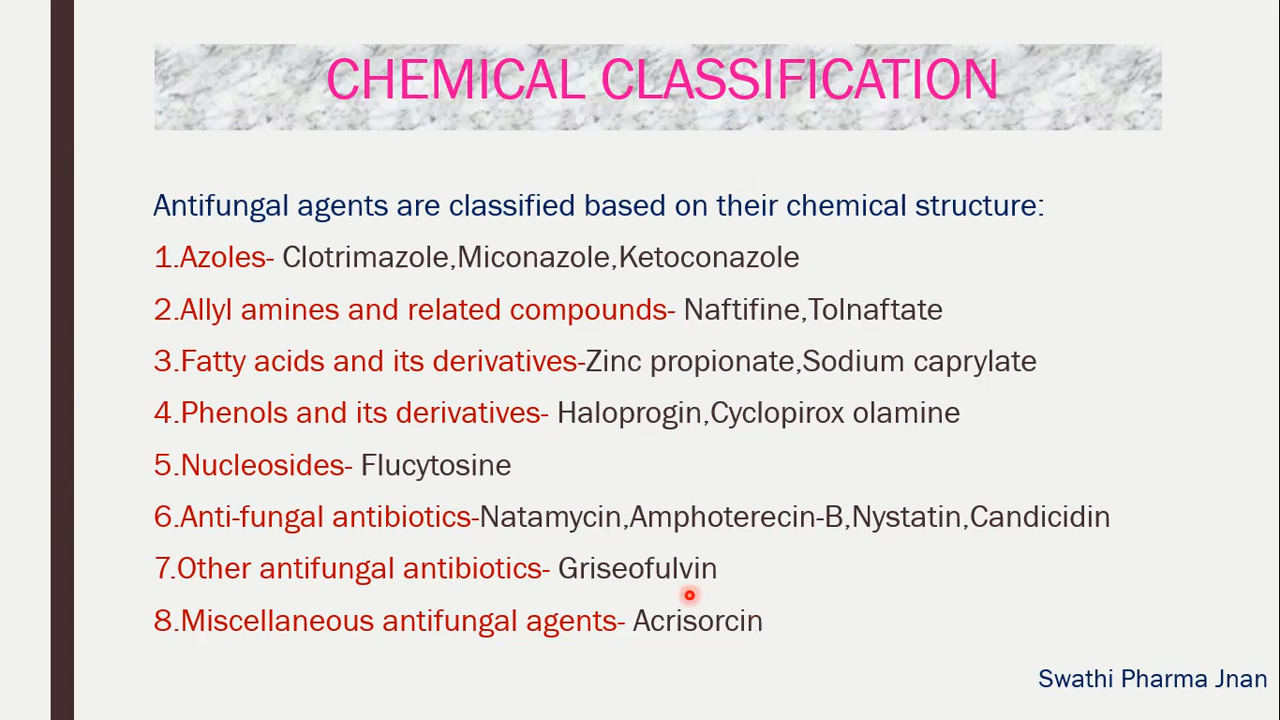 CHEMICAL CLASSIFICATION
Antifungal agents are classified based on their chemical structure:
1.Azoles- Clotrimazole,Miconazole,Ketoconazole
2.Allyl amines and related compounds- Naftifine,Tolnaftate
3.Fatty acids and its derivatives-Zinc propionate,Sodium caprylate
4.Phenols and its derivatives- Haloprogin,Cyclopirox olamine
5.Nucleosides- Flucytosine
6.Anti-fungal antibiotics-Natamycin,Amphoterecin-B,Nystatin,Candicidin
7.Other antifungal antibiotics- Griseofulvin
8.Miscellaneous antifungal agents- Acrisorcin
Swathi Pharma Jnan